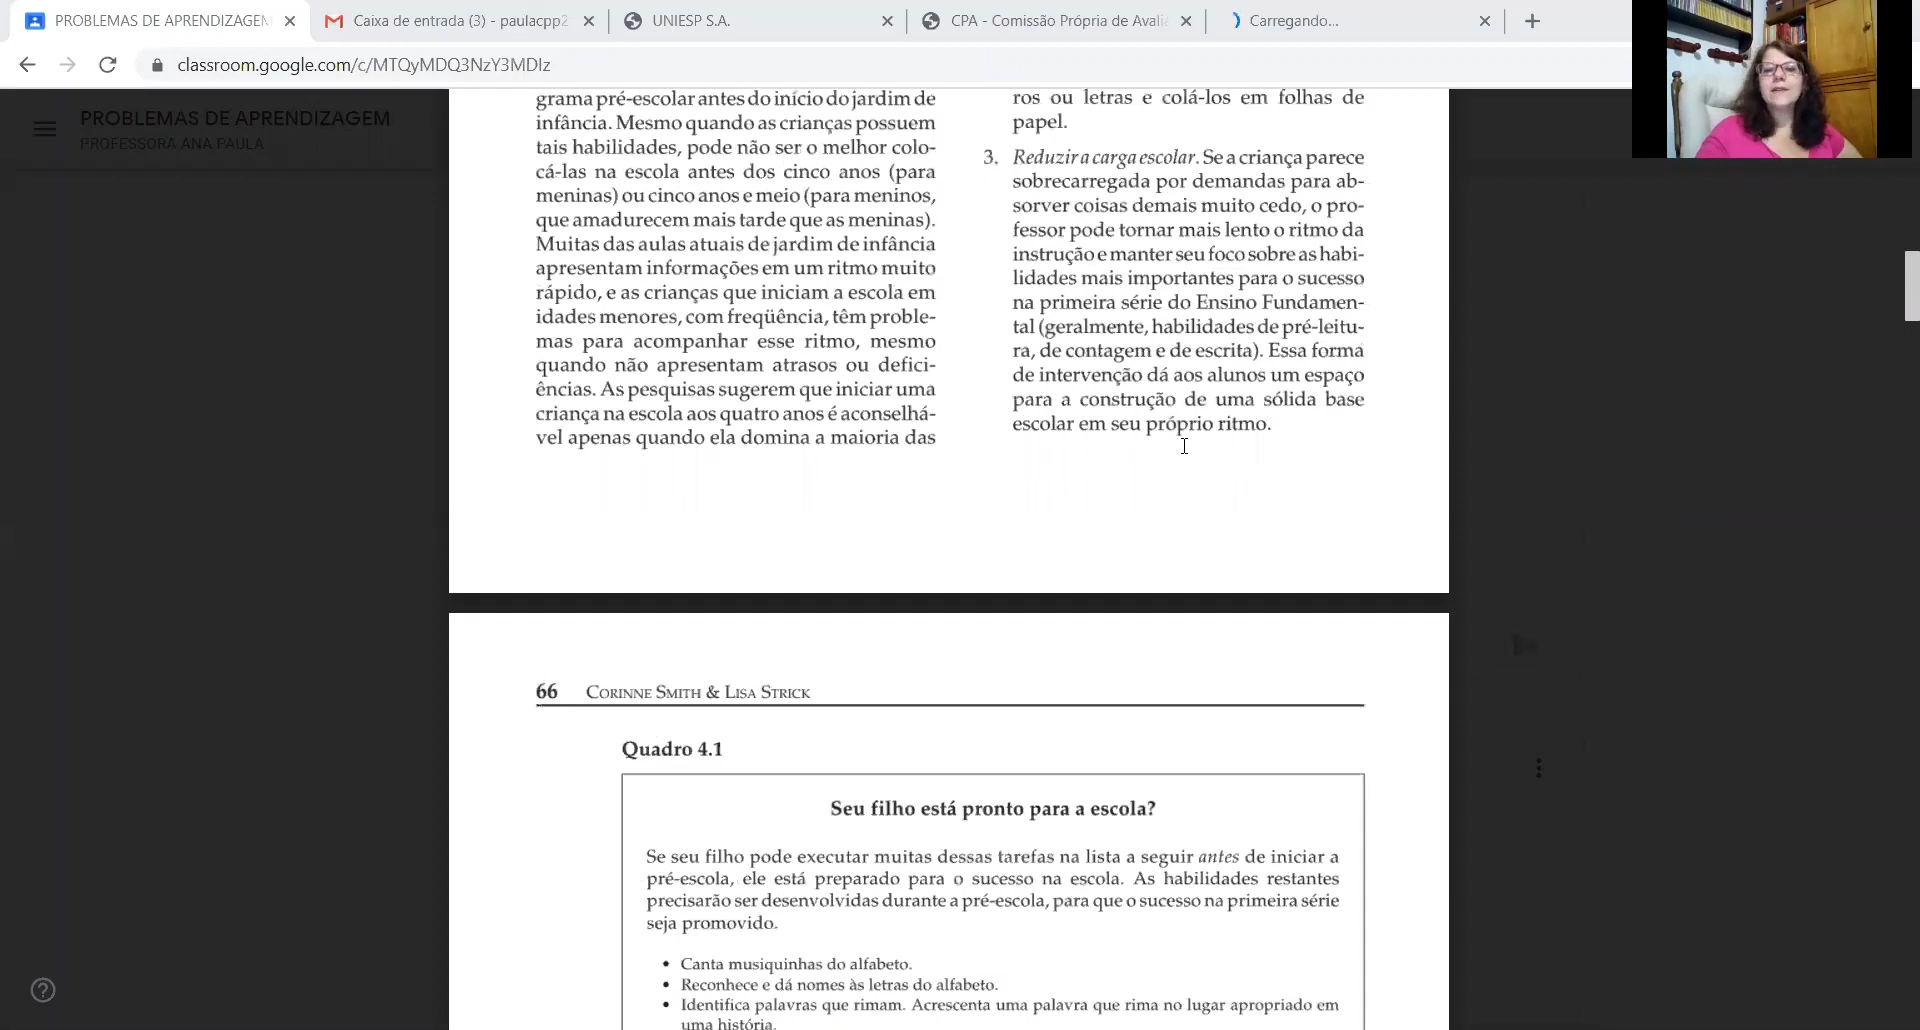 PROBLEMAS DE APRENDIZAGEM
Caixa de entrada (3) - paulacpp2
UNIESP S.A.
CPA - Comissão Própria de Avalia
Carregando...
classroom.google.com/c/MTQyMDQ3NzY3MDIz
PROBLEMAS DE APRENDIZAGEM
PROFESSORA ANA PAULA
grama pré-escolar antes do início do jardim de
infância. Mesmo quando as crianças possuem
tais habilidades, pode não ser o melhor colo-
cá-las na escola antes dos cinco anos (para
meninas) ou cinco anos e meio (para meninos,
que amadurecem mais tarde que as meninas).
Muitas das aulas atuais de jardim de infância
apresentam informações em um ritmo muito
rápido, e as crianças que iniciam a escola em
idades menores, com freqüência, têm proble-
mas para acompanhar esse ritmo, mesmo
quando não apresentam atrasos ou defici-
ências. As pesquisas sugerem que iniciar uma
criança na escola aos quatro anos é aconselhá-
vel apenas quando ela domina a maioria das
ros ou letras e colá-los em folhas de
papel.
3. Reduzir a carga escolar. Se a criança parece
sobrecarregada por demandas para ab-
sorver coisas demais muito cedo, o pro-
fessor pode tornar mais lento o ritmo da
instrução e manter seu foco sobre as habi-
lidades mais importantes para o sucesso
na primeira série do Ensino Fundamen-
tal (geralmente, habilidades de pré-leitu-
ra, de contagem e de escrita). Essa forma
de intervenção dá aos alunos um espaço
para a construção de uma sólida base
escolar em seu próprio ritmo.
66 CORINNE SMITH & LISA STRICK
Quadro 4.1
Seu filho está pronto para a escola?
Se seu filho pode executar muitas dessas tarefas na lista a seguir antes de iniciar a
pré-escola, ele está preparado para o sucesso na escola. As habilidades restantes
precisarão ser desenvolvidas durante a pré-escola, para que o sucesso na primeira série
seja promovido.
• Canta musiquinhas do alfabeto.
• Reconhece e dá nomes às letras do alfabeto.
• Identifica palavras que rimam. Acrescenta uma palavra que rima no lugar apropriado em
uma história.